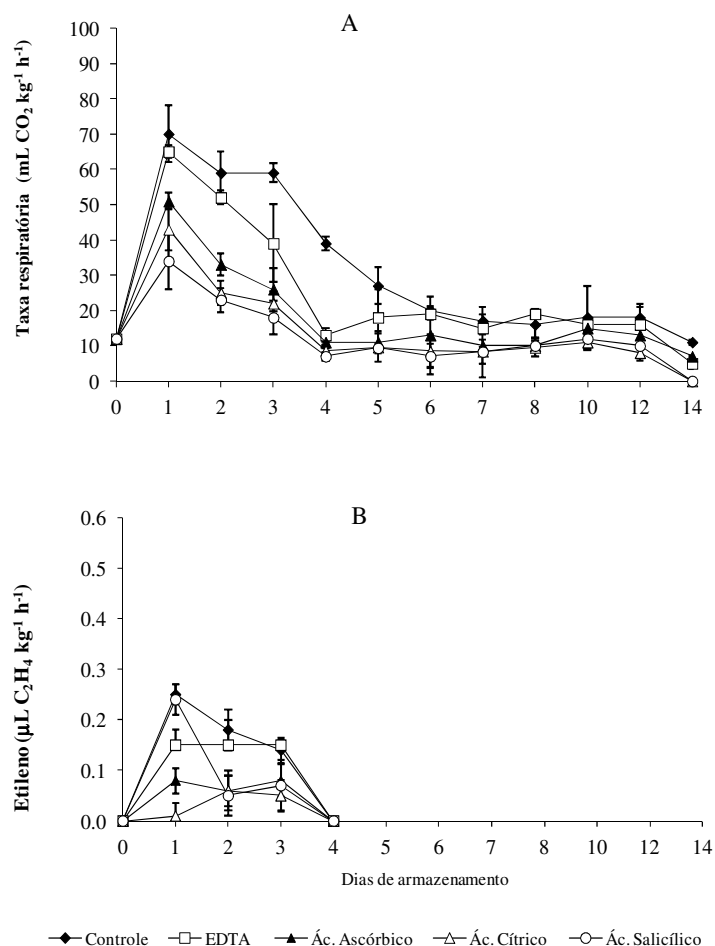 A
Taxa respiratória (mL CO₂ kg⁻¹ h⁻¹)
100
90
80
70
60
50
40
30
20
10
0
0 1 2 3 4 5 6 7 8 10 12 14
B
Etileno (µL C₂H₄ kg⁻¹ h⁻¹)
0.6
0.5
0.4
0.3
0.2
0.1
0.0
0 1 2 3 4 5 6 7 8 10 12 14
Dias de armazenamento
Controle EDTA Ác. Ascórbico Ác. Cítrico Ác. Salicílico